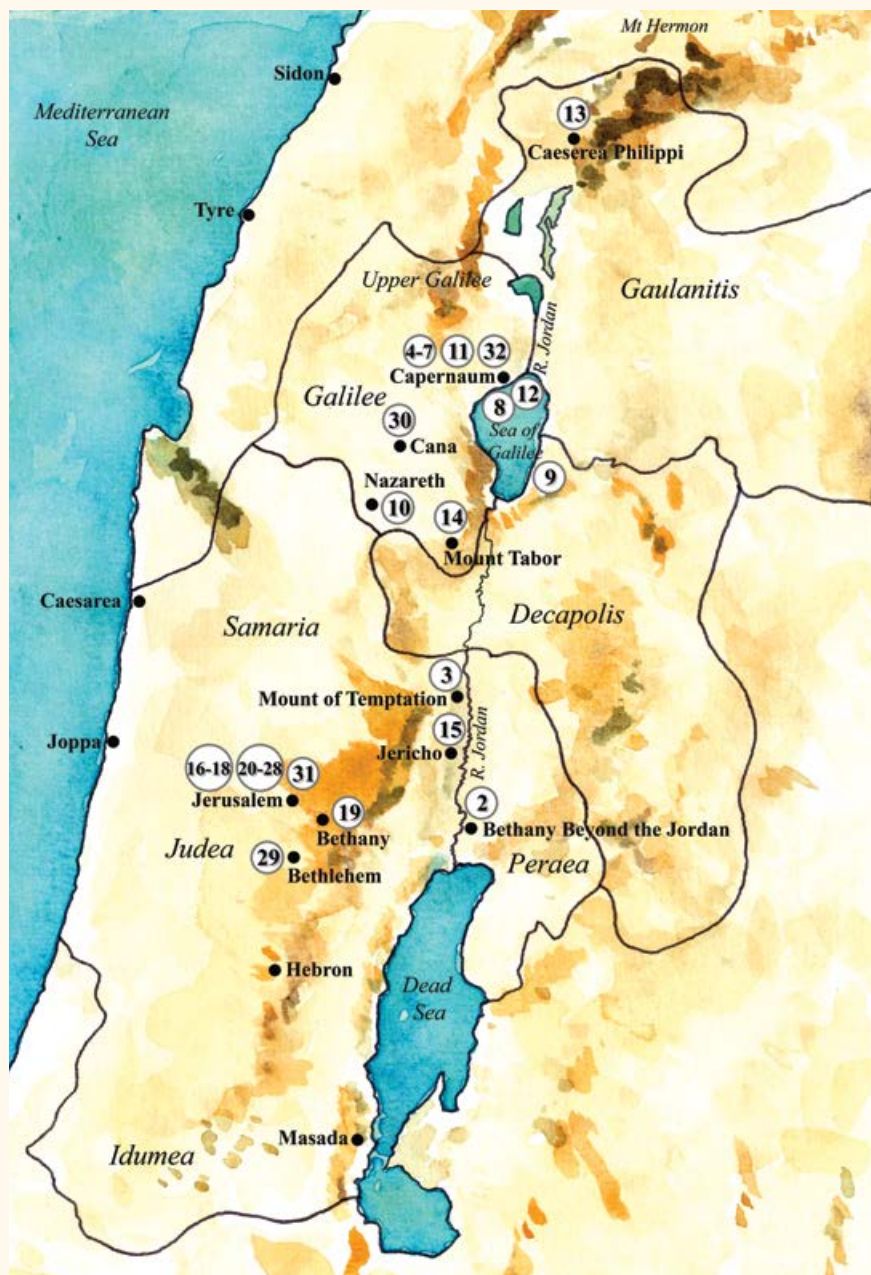 Mt Hermon
Sidon
Mediterranean
Sea
13
Caeserea Philippi
Tyre
Upper Galilee
Gaulanitis
R. Jordan
4-7 11 32
Capernaum
Galilee
12
8
30
Sea of
Galilee
Cana
9
Nazareth
10
14
Mount Tabor
Caesarea
Samaria
Decapolis
3
Mount of Temptation
15
Joppa
Jericho
R. Jordan
16-18 20-28 31
Jerusalem
2
19
Bethany Beyond the Jordan
Bethany
Judea
29
Peraea
Bethlehem
Hebron
Dead
Sea
Masada
Idumea